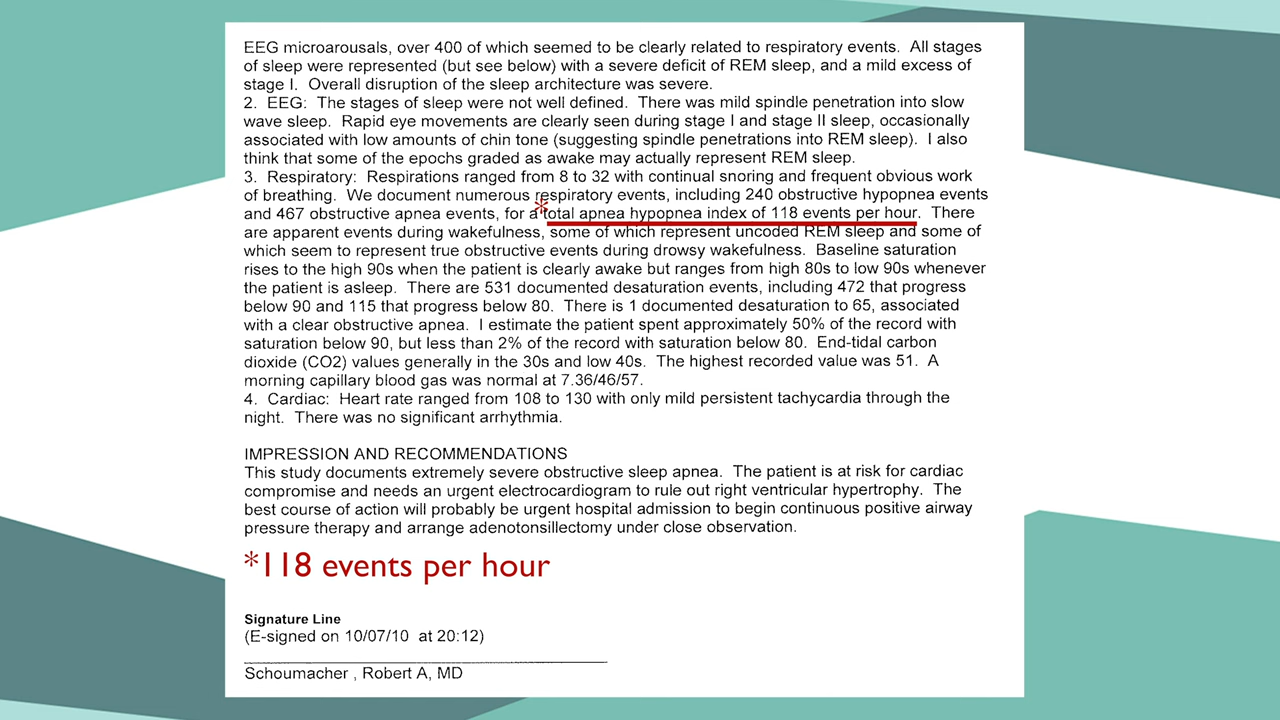 EEG microarousals, over 400 of which seemed to be clearly related to respiratory events.  All stages
of sleep were represented (but see below) with a severe deficit of REM sleep, and a mild excess of
stage I.  Overall disruption of the sleep architecture was severe.
2.  EEG:  The stages of sleep were not well defined.  There was mild spindle penetration into slow
wave sleep.  Rapid eye movements are clearly seen during stage I and stage II sleep, occasionally
associated with low amounts of chin tone (suggesting spindle penetrations into REM sleep).  I also
think that some of the epochs graded as awake may actually represent REM sleep.
3.  Respiratory:  Respirations ranged from 8 to 32 with continual snoring and frequent obvious work
of breathing.  We document numerous respiratory events, including 240 obstructive hypopnea events
and 467 obstructive apnea events, for a *total apnea hypopnea index of 118 events per hour.  There
are apparent events during wakefulness, some of which represent uncoded REM sleep and some of
which seem to represent true obstructive events during drowsy wakefulness.  Baseline saturation
rises to the high 90s when the patient is clearly awake but ranges from high 80s to low 90s whenever
the patient is asleep.  There are 531 documented desaturation events, including 472 that progress
below 90 and 115 that progress below 80.  There is 1 documented desaturation to 65, associated
with a clear obstructive apnea.  I estimate the patient spent approximately 50% of the record with
saturation below 90, but less than 2% of the record with saturation below 80.  End-tidal carbon
dioxide (CO2) values generally in the 30s and low 40s.  The highest recorded value was 51.  A
morning capillary blood gas was normal at 7.36/46/57.
4.  Cardiac:  Heart rate ranged from 108 to 130 with only mild persistent tachycardia through the
night.  There was no significant arrhythmia.
IMPRESSION AND RECOMMENDATIONS
This study documents extremely severe obstructive sleep apnea.  The patient is at risk for cardiac
compromise and needs an urgent electrocardiogram to rule out right ventricular hypertrophy.  The
best course of action will probably be urgent hospital admission to begin continuous positive airway
pressure therapy and arrange adenotonsillectomy under close observation.
*118 events per hour
Signature Line
(E-signed on 10/07/10  at 20:12)
Schoumacher , Robert A, MD